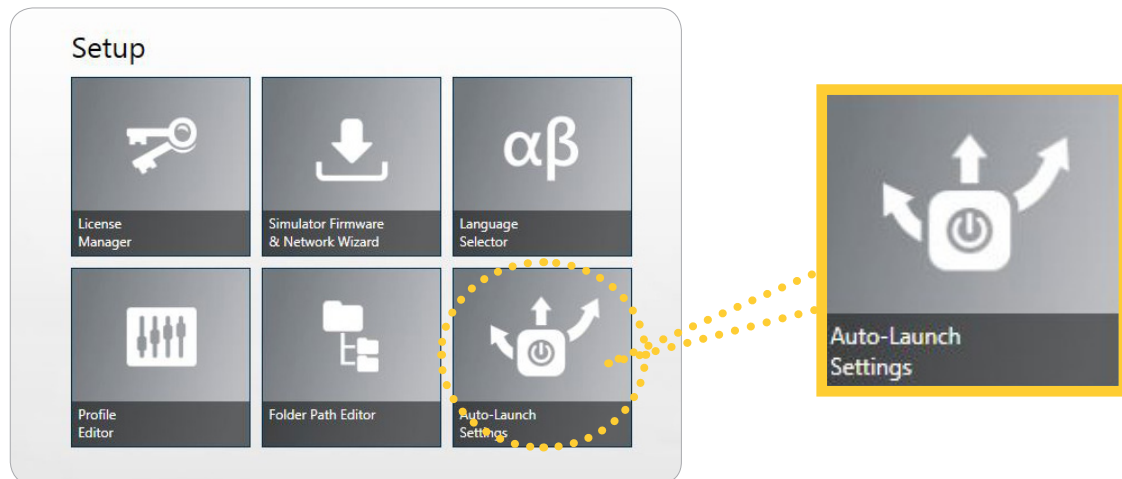 Setup
License
Manager
Simulator Firmware
& Network Wizard
αβ
Language
Selector
Profile
Editor
Folder Path Editor
Auto-Launch
Settings
Auto-Launch
Settings